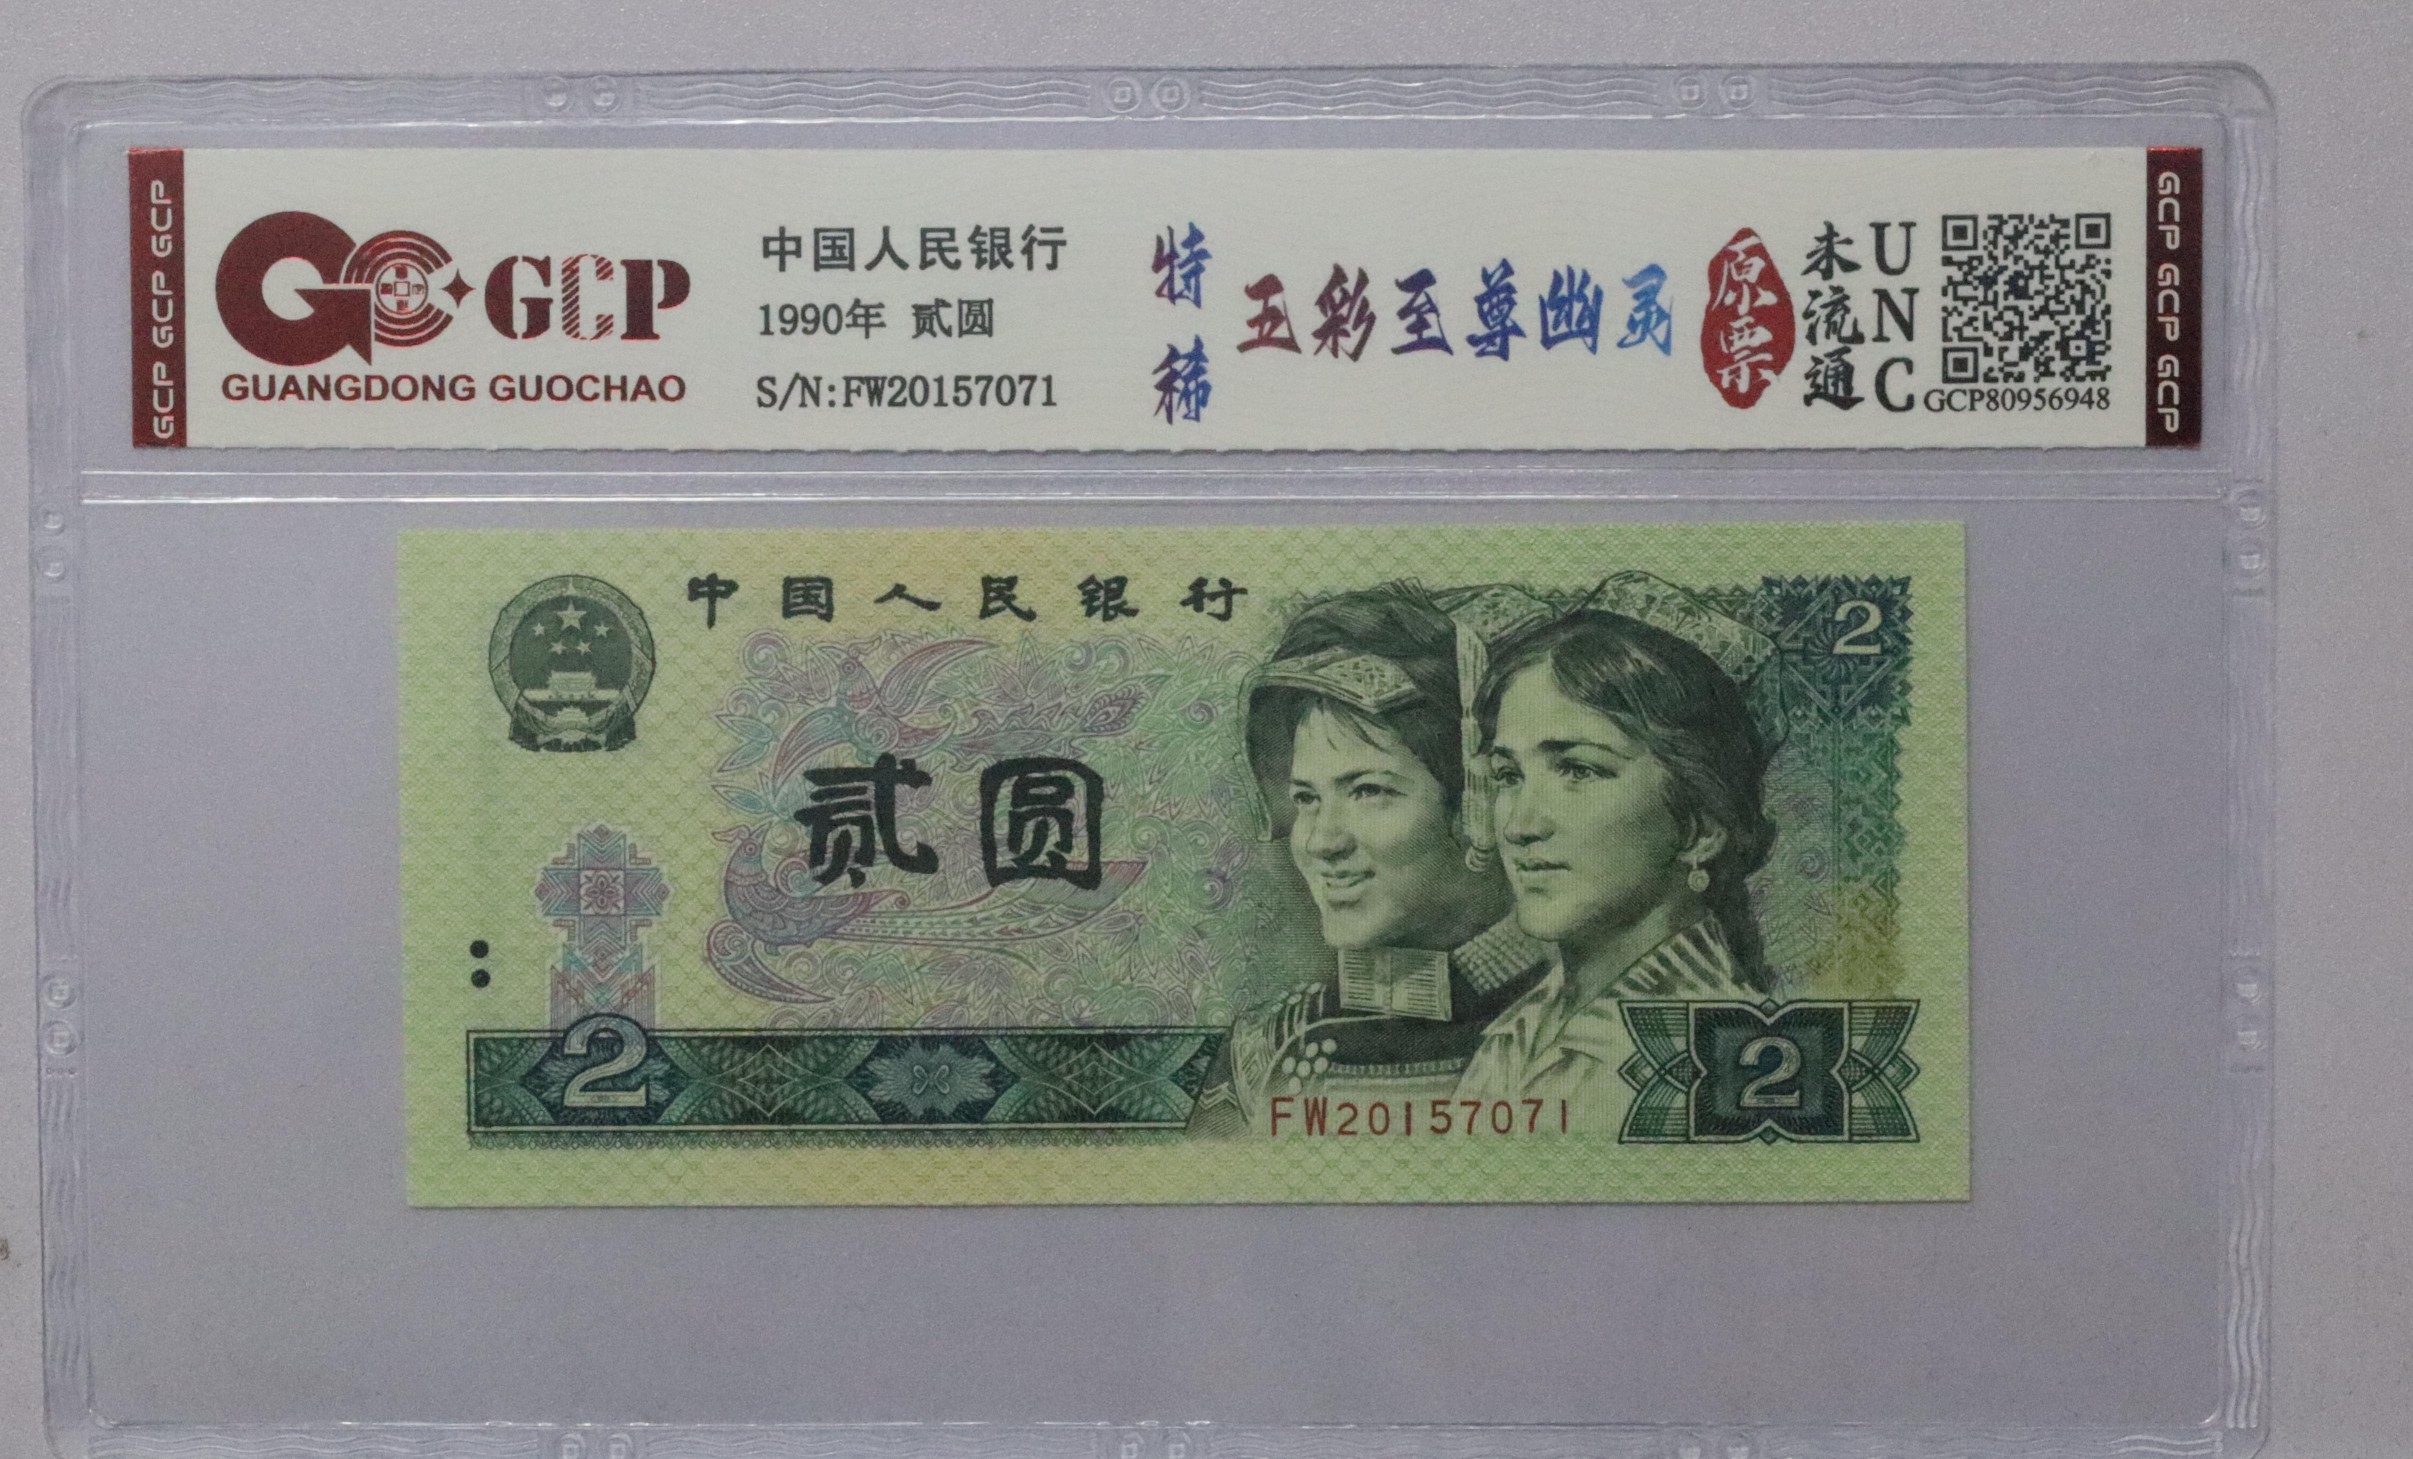 GCP GCP GCP
GCP
GUANGDONG GUOCHAO
中国人民银行
1990年 贰圆
S/N:FW20157071
特稀
五彩至尊幽灵
原票
未流通
UNC
GCP80956948
GCP GCP GCP
中国人民银行
2
贰圆
2
FW20157071
2